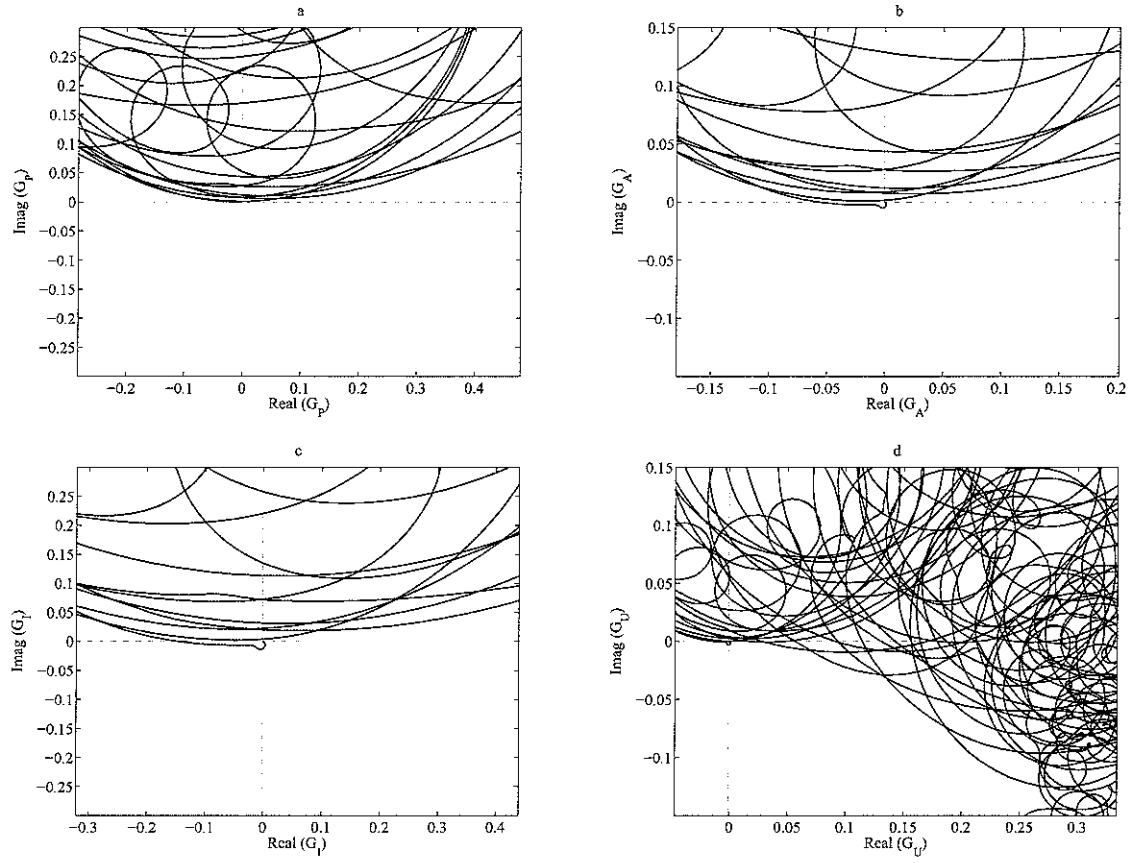 a
0.25
0.2
0.15
0.1
0.05
0
−0.05
−0.1
−0.15
−0.2
−0.25
Imag (G_P)
−0.2 −0.1 0 0.1 0.2 0.3 0.4
Real (G_P)
b
0.15
0.1
0.05
0
−0.05
−0.1
Imag (G_A)
−0.15 −0.1 −0.05 0 0.05 0.1 0.15 0.2
Real (G_A)
c
0.25
0.2
0.15
0.1
0.05
0
−0.05
−0.1
−0.15
−0.2
−0.25
Imag (G_I)
−0.3 −0.2 −0.1 0 0.1 0.2 0.3 0.4
Real (G_I)
d
0.15
0.1
0.05
0
−0.05
−0.1
Imag (G_U)
0 0.05 0.1 0.15 0.2 0.25 0.3
Real (G_U)